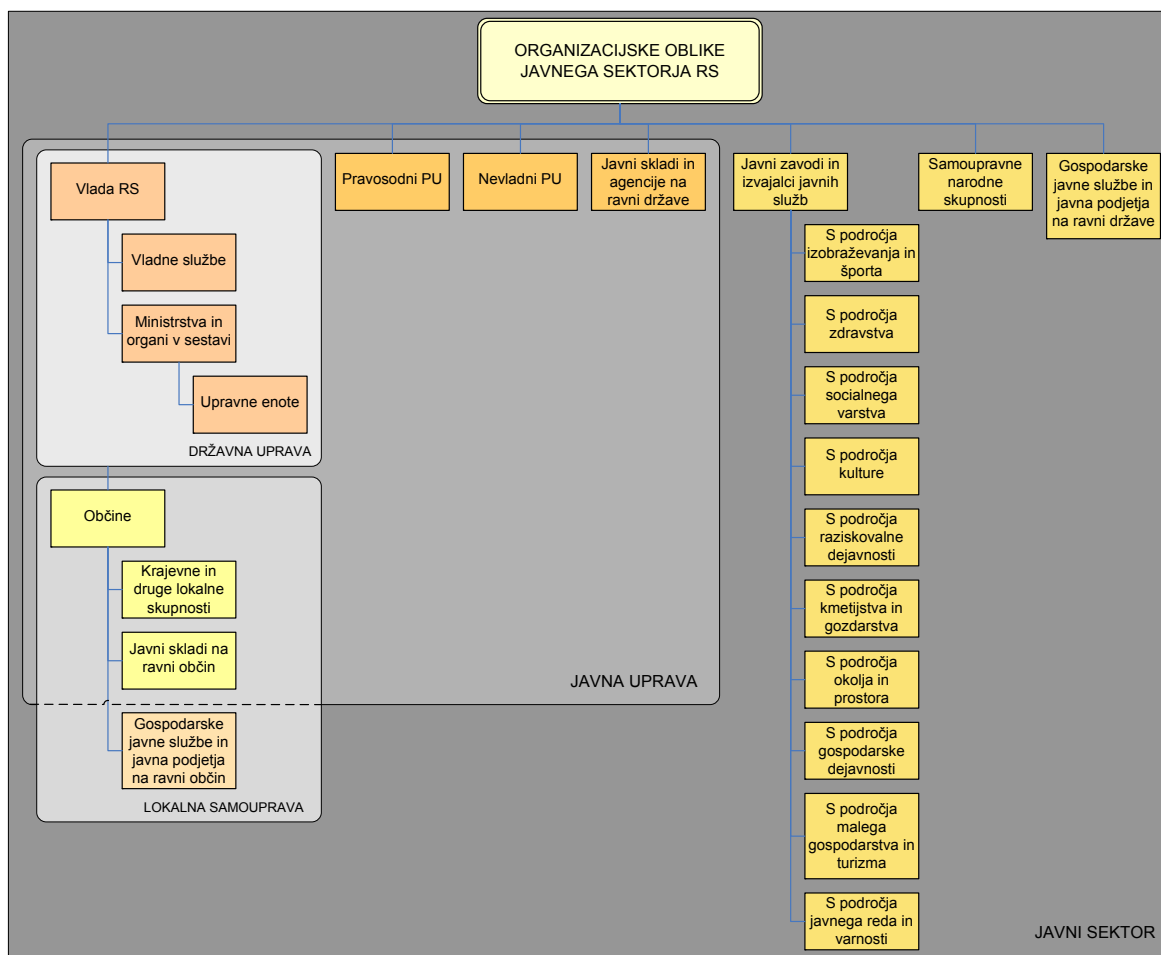 ORGANIZACIJSKE OBLIKE
JAVNEGA SEKTORJA RS
Vlada RS
Pravosodni PU
Nevladni PU
Javni skladi in
agencije na
ravni države
Javni zavodi in
izvajalci javnih
služb
Samoupravne
narodne
skupnosti
Gospodarske
javne službe in
javna podjetja
na ravni države
Vladne službe
Ministrstva in
organi v sestavi
Upravne enote
DRŽAVNA UPRAVA
Občine
Krajevne in
druge lokalne
skupnosti
Javni skladi na
ravni občin
Gospodarske
javne službe in
javna podjetja
na ravni občin
LOKALNA SAMOUPRAVA
JAVNA UPRAVA
S področja
izobraževanja in
športa
S področja
zdravstva
S področja
socialnega
varstva
S področja
kulture
S področja
raziskovalne
dejavnosti
S področja
kmetijstva in
gozdarstva
S področja
okolja in
prostora
S področja
gospodarske
dejavnosti
S področja
malega
gospodarstva in
turizma
S področja
javnega reda in
varnosti
JAVNI SEKTOR